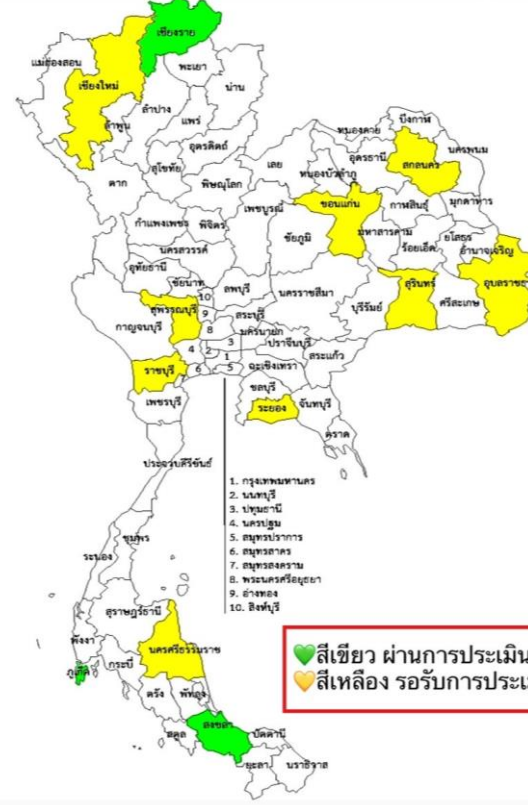 เชียงราย
แม่ฮ่องสอน
พะเยา
เชียงใหม่
น่าน
ลำปาง
ลำพูน
แพร่
บึงกาฬ
หนองคาย
อุตรดิตถ์
เลย
อุดรธานี
นครพนม
สุโขทัย
หนองบัวลำภู
สกลนคร
ตาก
พิษณุโลก
ขอนแก่น
กาฬสินธุ์
มุกดาหาร
กำแพงเพชร
พิจิตร
เพชรบูรณ์
ชัยภูมิ
มหาสารคาม
ร้อยเอ็ด
ยโสธร
อำนาจเจริญ
นครสวรรค์
อุทัยธานี
ชัยนาท
ลพบุรี
นครราชสีมา
บุรีรัมย์
สุรินทร์
ศรีสะเกษ
อุบลราชธ
10
สุพรรณบุรี
9
สระบุรี
กาญจนบุรี
8
นครนายก
3
ปราจีนบุรี
4
2
1
สระแก้ว
ราชบุรี
6
5
ฉะเชิงเทรา
ชลบุรี
เพชรบุรี
ระยอง
จันทบุรี
ตราด
ประจวบคีรีขันธ์
1. กรุงเทพมหานคร
2. นนทบุรี
3. ปทุมธานี
4. นครปฐม
5. สมุทรปราการ
6. สมุทรสาคร
7. สมุทรสงคราม
8. พระนครศรีอยุธยา
9. อ่างทอง
10. สิงห์บุรี
ชุมพร
ระนอง
สุราษฎร์ธานี
พังงา
นครศรีธรรมราช
ภูเก็ต
กระบี่
ตรัง
พัทลุง
สตูล
สงขลา
ปัตตานี
ยะลา
นราธิวาส
💚สีเขียว ผ่านการประเมิน
💛สีเหลือง รอรับการประเ